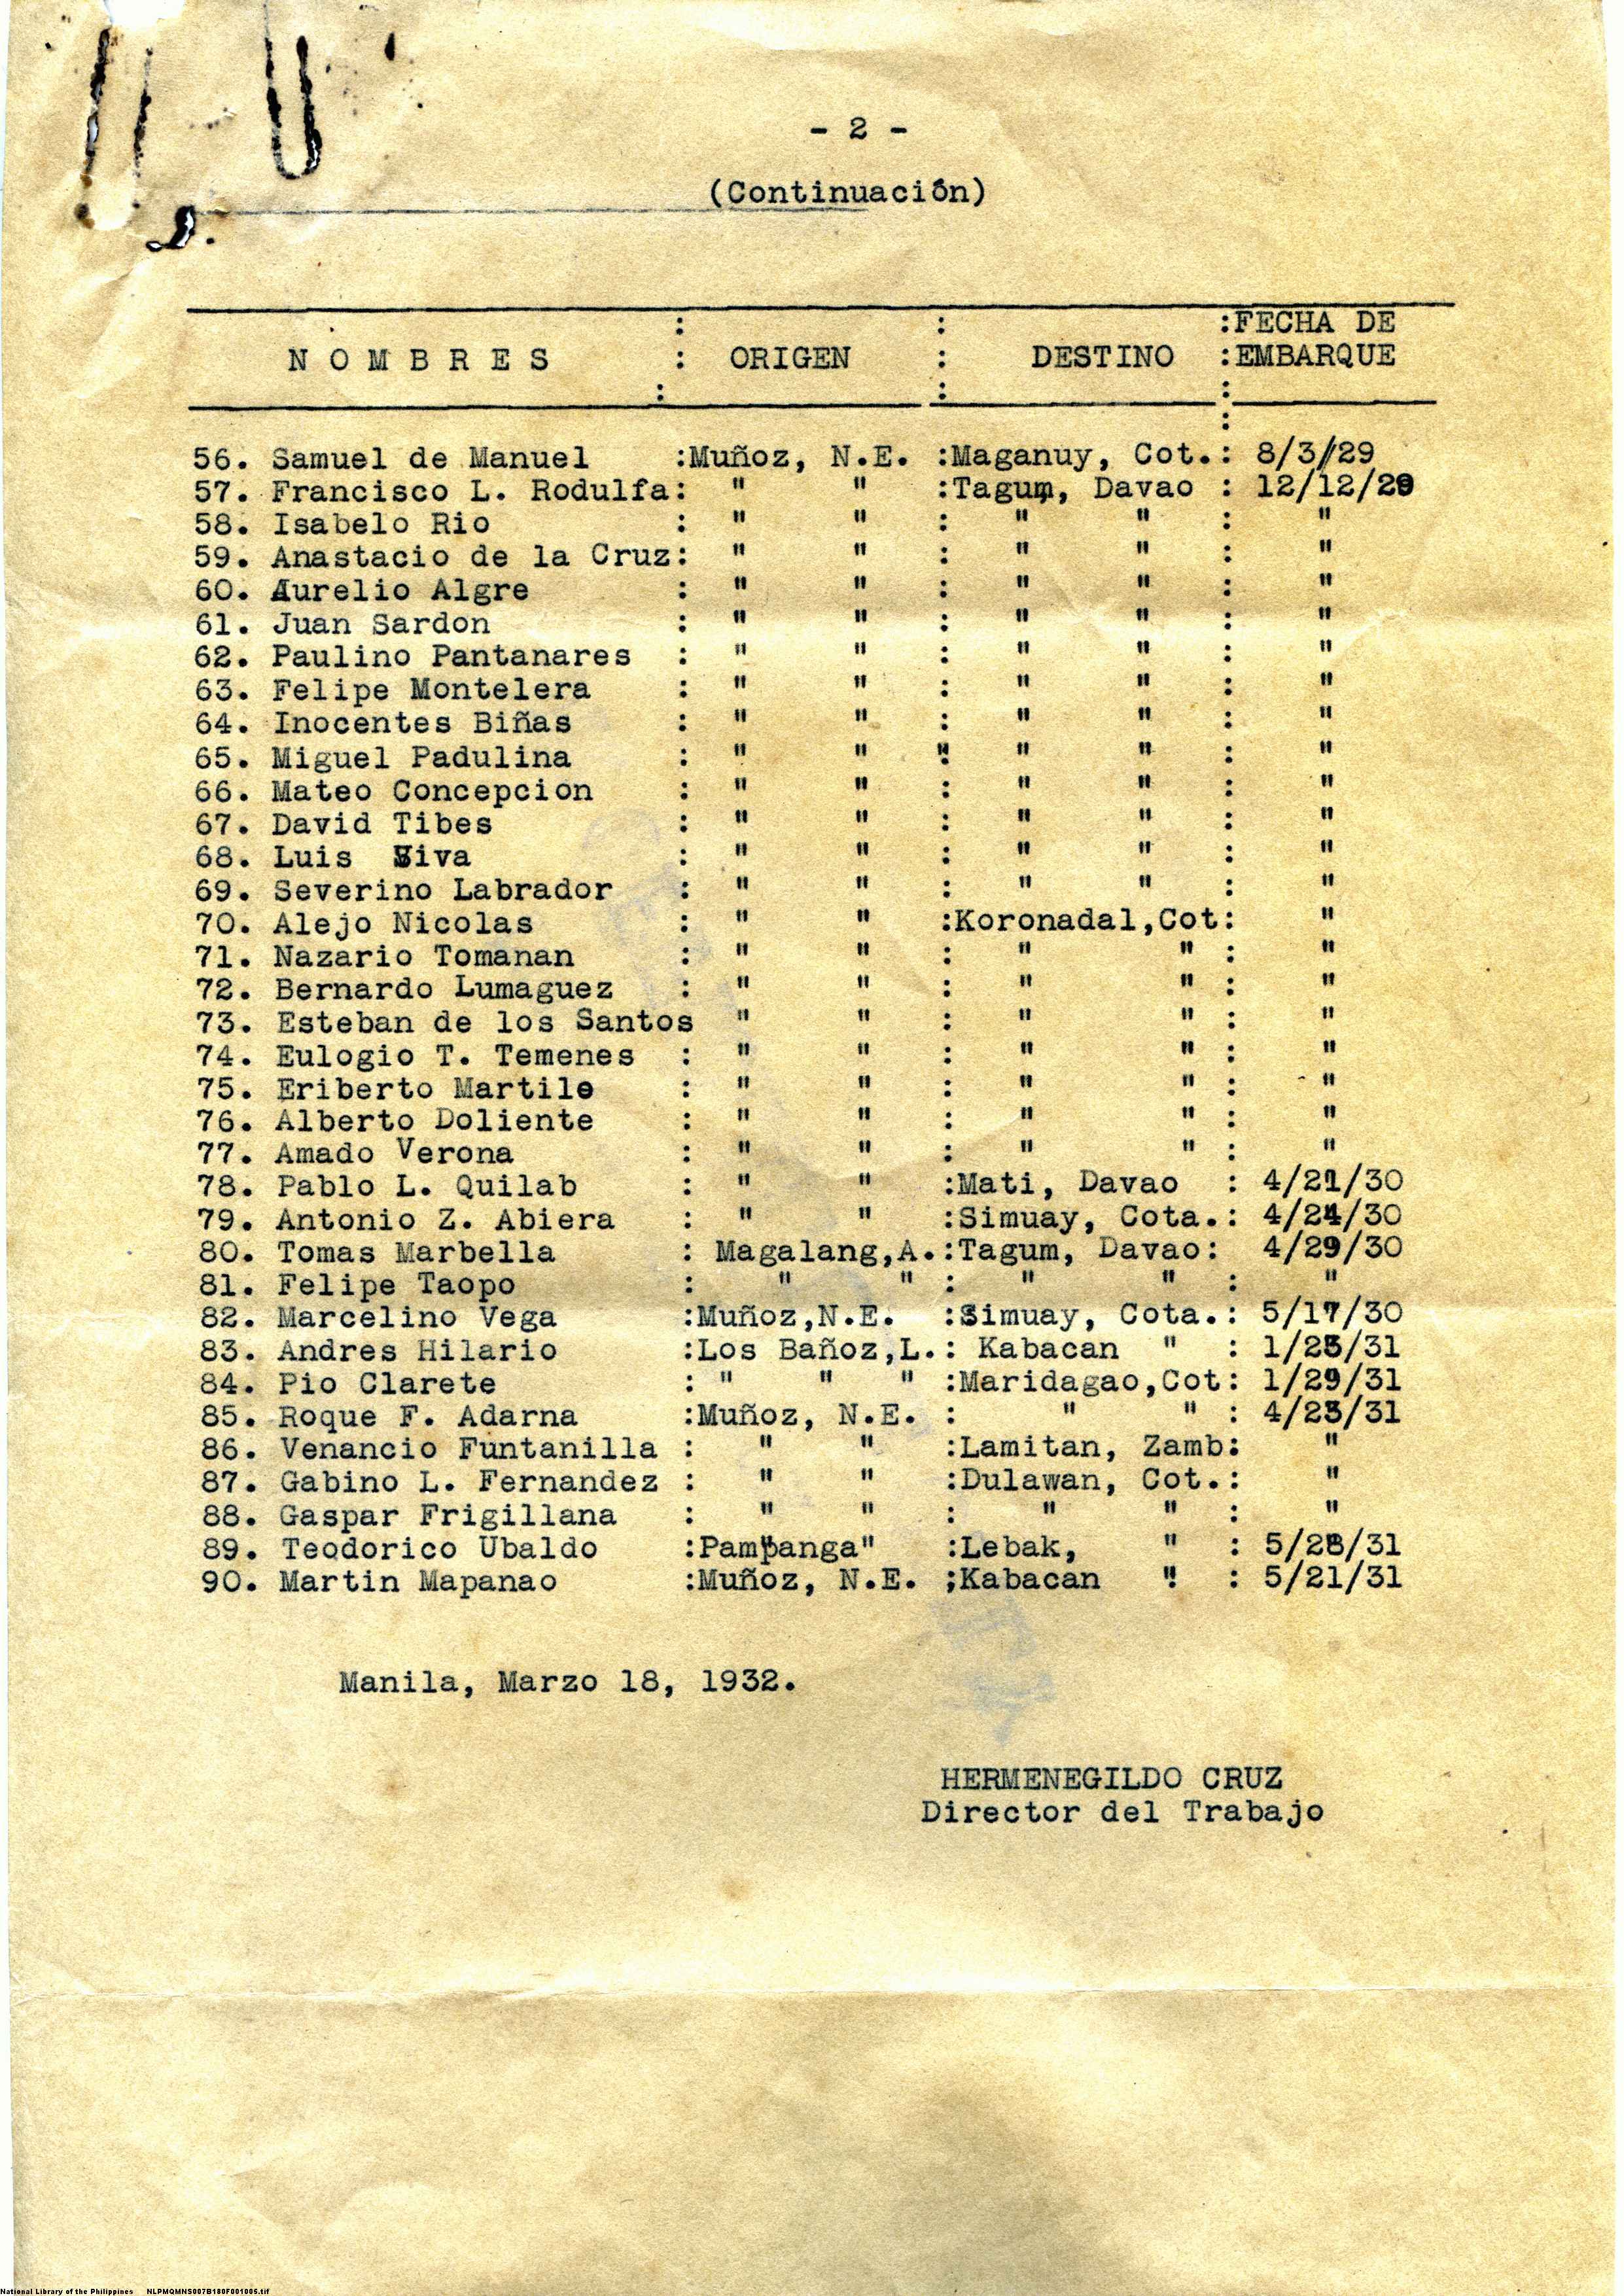 - 2 -
(Continuación)
:FECHA DE
N O M B R E S : ORIGEN : DESTINO :EMBARQUE
56. Samuel de Manuel :Muñoz, N.E. :Maganuy, Cot.: 8/3/29
57. Francisco L. Rodulfa: " " :Tagum, Davao : 12/12/29
58. Isabelo Rio : " " : " " : "
59. Anastacio de la Cruz: " " : " " : "
60. Aurelio Algre : " " : " " : "
61. Juan Sardon : " " : " " : "
62. Paulino Pantanares : " " : " " : "
63. Felipe Montelera : " " : " " : "
64. Inocentes Biñas : " " : " " : "
65. Miguel Padulina : " " : " " : "
66. Mateo Concepcion : " " : " " : "
67. David Tibes : " " : " " : "
68. Luis : " " : " " : "
69. Severino Labrador : " " : " " : "
70. Alejo Nicolas : " " :Koronadal,Cot: "
71. Nazario Tomanan : " " : " " : "
72. Bernardo Lumaguez : " " : " " : "
73. Esteban de los Santos " " : " " : "
74. Eulogio T. Temenes : " " : " " : "
75. Eriberto Martile : " " : " " : "
76. Alberto Doliente : " " : " " : "
77. Amado Verona : " " : " " : "
78. Pablo L. Quilab : " " :Mati, Davao : 4/21/30
79. Antonio Z. Abiera : " " :Simuay, Cota.: 4/24/30
80. Tomas Marbella : Magalang,A.:Tagum, Davao: 4/29/30
81. Felipe Taopo : " " : " " : "
82. Marcelino Vega :Muñoz,N.E. :Simuay, Cota.: 5/17/30
83. Andres Hilario :Los Bañoz,L.: Kabacan " : 1/23/31
84. Pio Clarete : " " " :Maridagao,Cot: 1/29/31
85. Roque F. Adarna :Muñoz, N.E. : " " : 4/23/31
86. Venancio Funtanilla : " " :Lamitan, Zamb: "
87. Gabino L. Fernandez : " " :Dulawan, Cot.: "
88. Gaspar Frigillana : " " : " " : "
89. Teodorico Ubaldo :Pampanga" :Lebak, " : 5/28/31
90. Martin Mapanao :Muñoz, N.E. ;Kabacan " : 5/21/31
Manila, Marzo 18, 1932.
HERMENEGILDO CRUZ
Director del Trabajo
National Library of the Philippines NLPMQMNS007B180F001005.tif